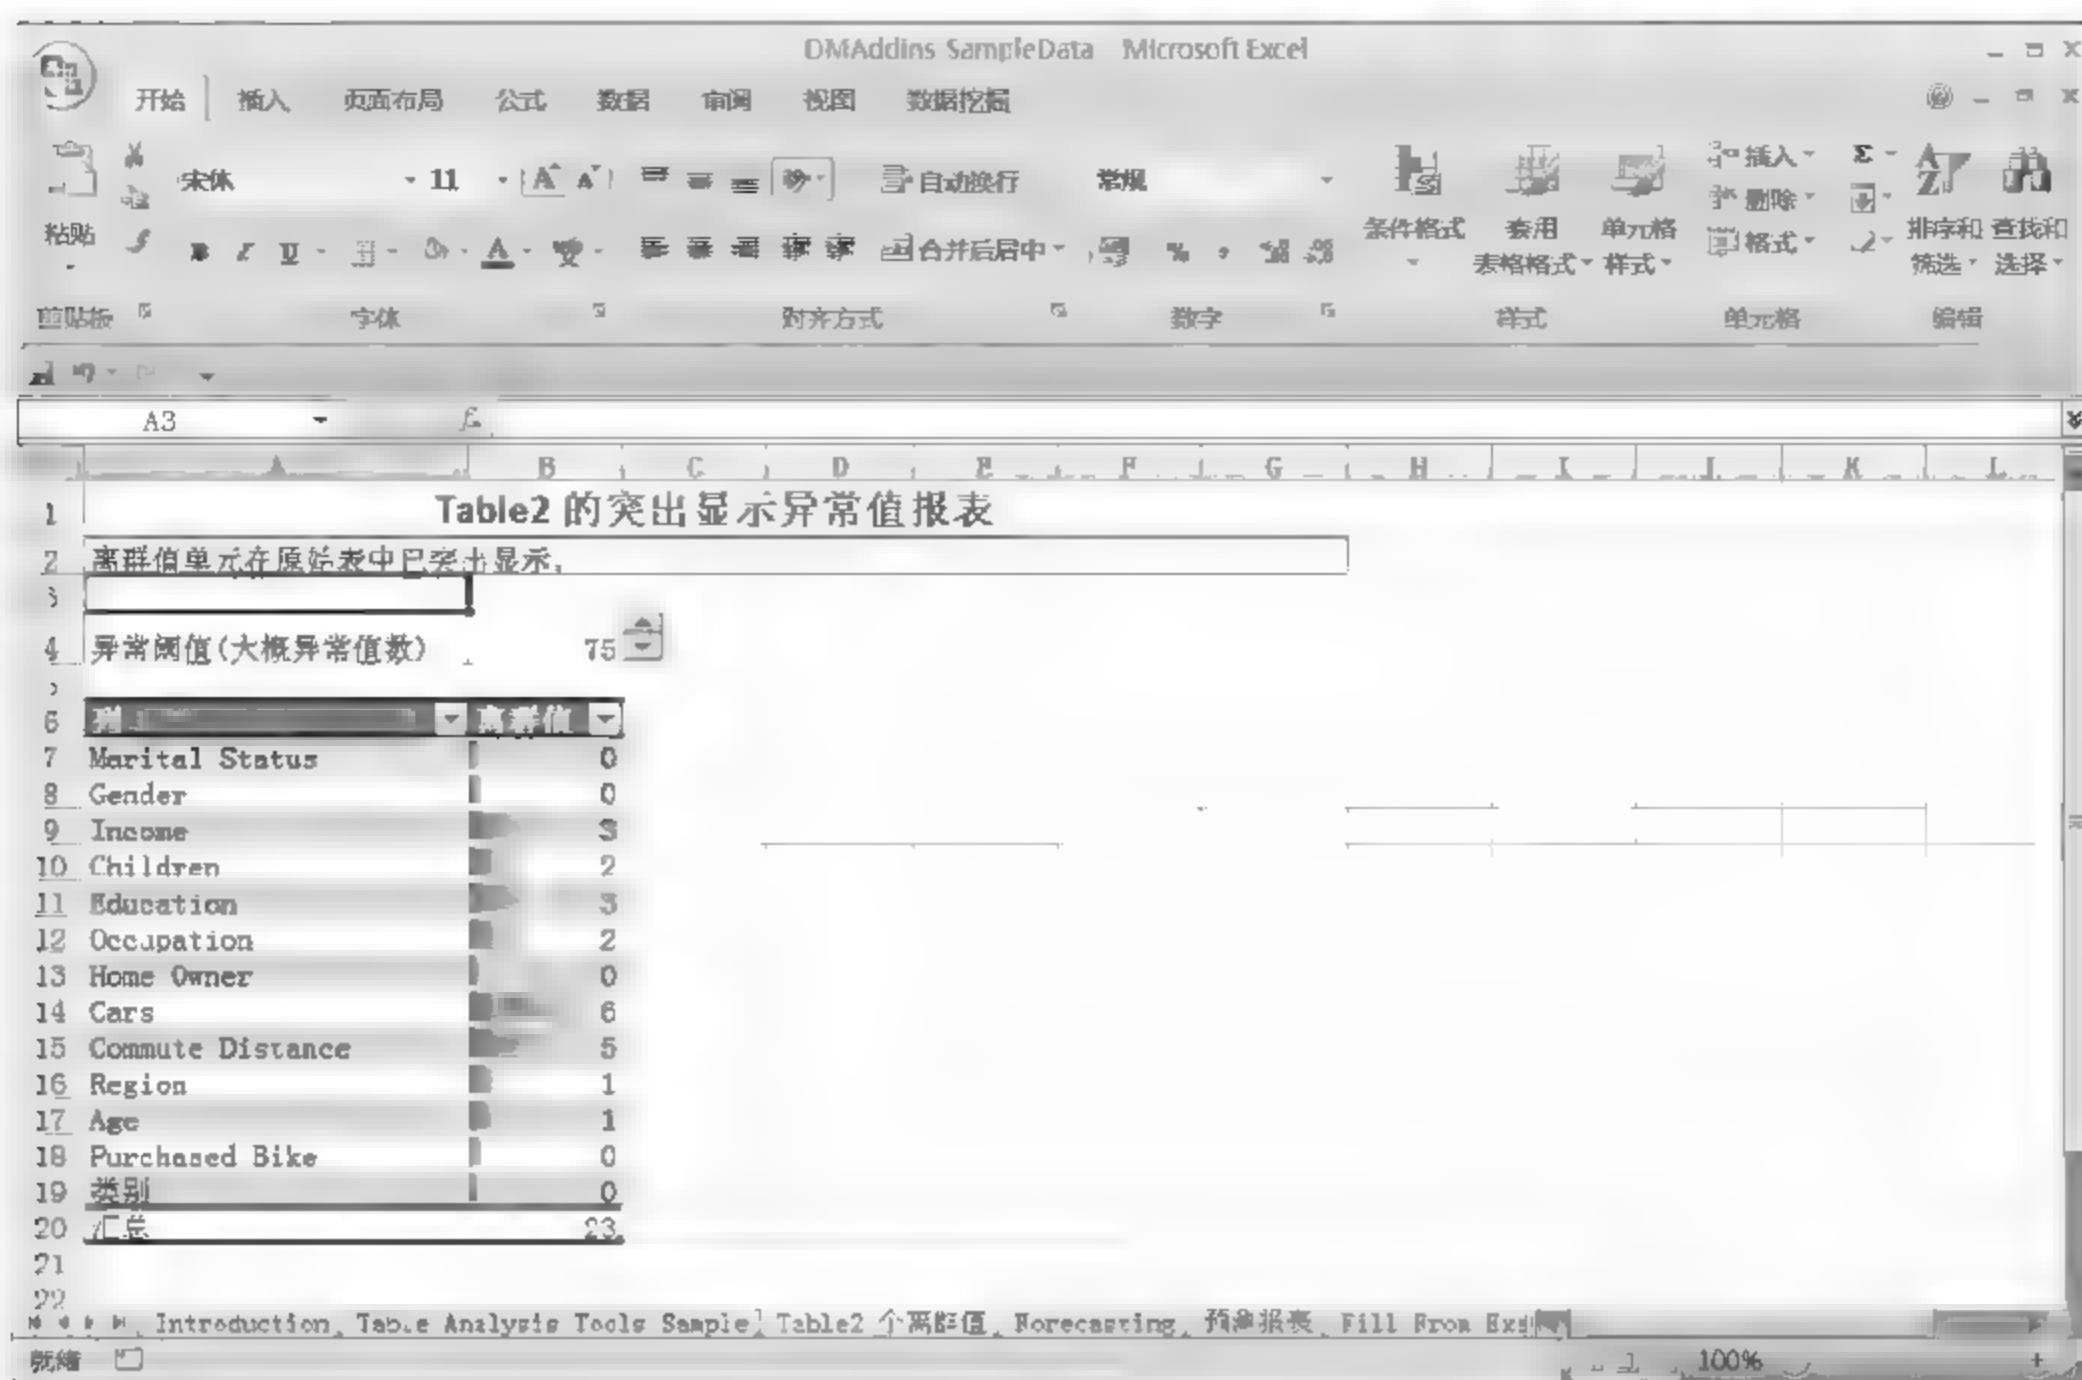 DMAddins SampleData Microsoft Excel
开始 插入 页面布局 公式 数据 审阅 视图 数据挖掘
宋体 11 自动换行 常规 插入 Σ
粘贴 条件格式 套用 单元格 删除 排序和 查找和
B I U A 合并后居中 % , 表格格式 样式 格式 筛选 选择
剪贴板 字体 对齐方式 数字 样式 单元格 编辑
A3
B C D E F G H I J K L
1 Table2 的突出显示异常值报表
2 离群值单元在原始表中已突出显示。
3
4 异常阈值(大概异常值数) 75
5
6 离群值
7 Marital Status 0
8 Gender 0
9 Income 3
10 Children 2
11 Education 3
12 Occupation 2
13 Home Owner 0
14 Cars 6
15 Commute Distance 5
16 Region 1
17 Age 1
18 Purchased Bike 0
19 类别 0
20 汇总 23
21
22
Introduction Table Analysis Tools Sample Table2 个离群值 Forecasting 预测报表 Fill From Exa
就绪 100%